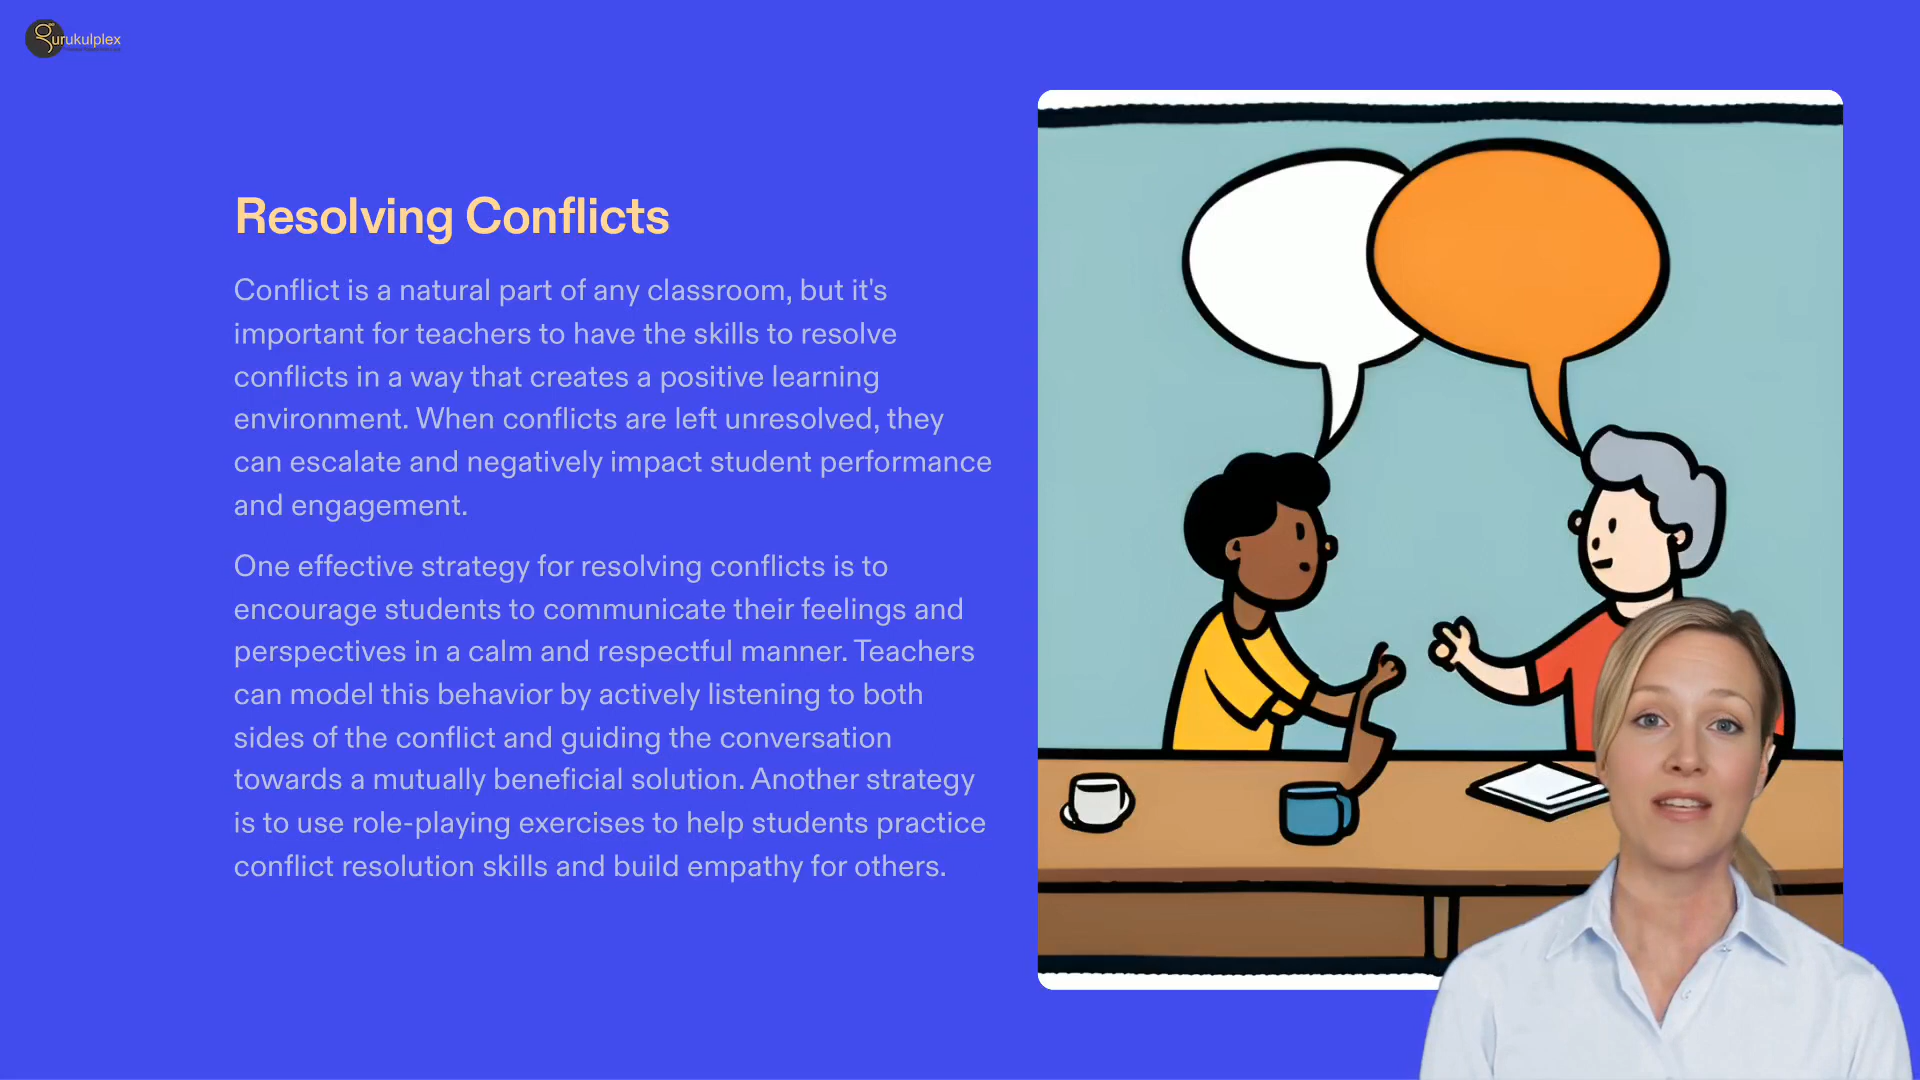 gurukulplex
Resolving Conflicts
Conflict is a natural part of any classroom, but it's
important for teachers to have the skills to resolve
conflicts in a way that creates a positive learning
environment. When conflicts are left unresolved, they
can escalate and negatively impact student performance
and engagement.
One effective strategy for resolving conflicts is to
encourage students to communicate their feelings and
perspectives in a calm and respectful manner. Teachers
can model this behavior by actively listening to both
sides of the conflict and guiding the conversation
towards a mutually beneficial solution. Another strategy
is to use role-playing exercises to help students practice
conflict resolution skills and build empathy for others.